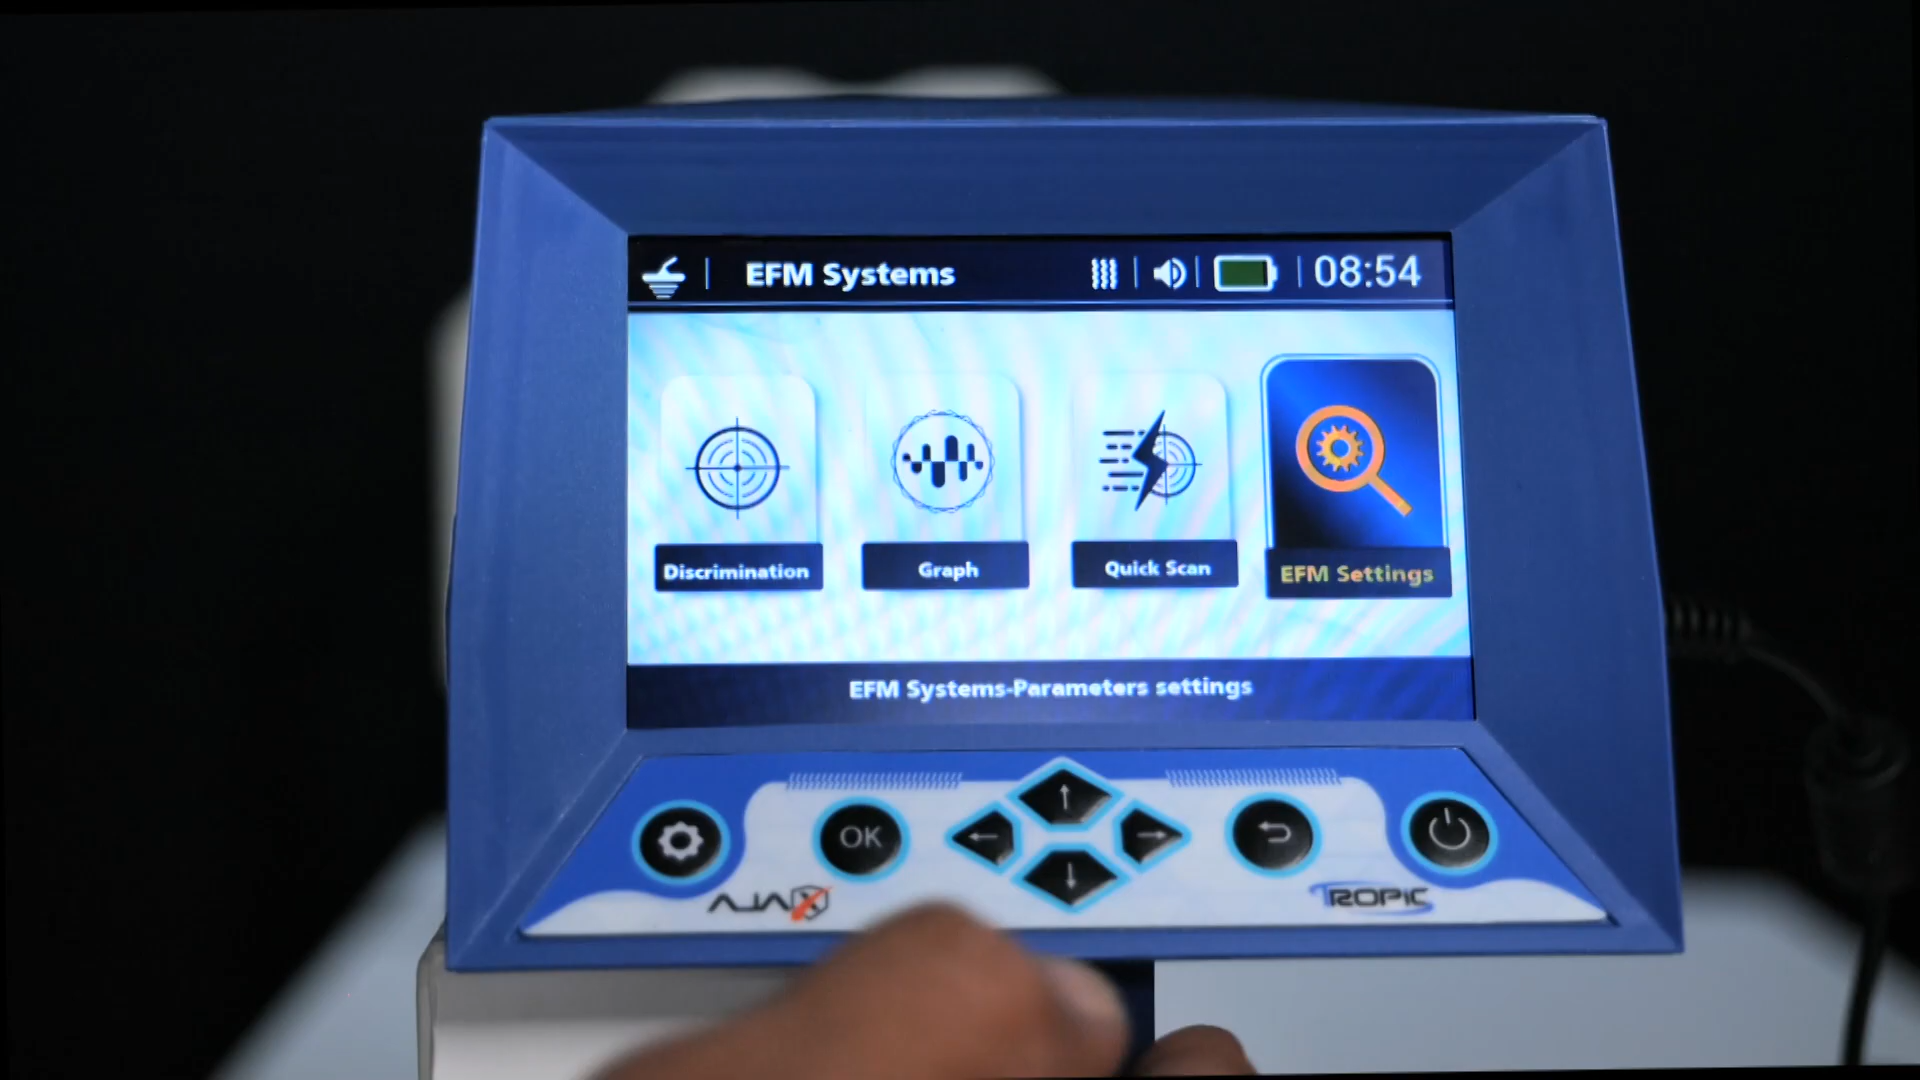 EFM Systems
08:54
Discrimination
Graph
Quick Scan
EFM Settings
EFM Systems-Parameters settings
OK
AJAX
TROPIC